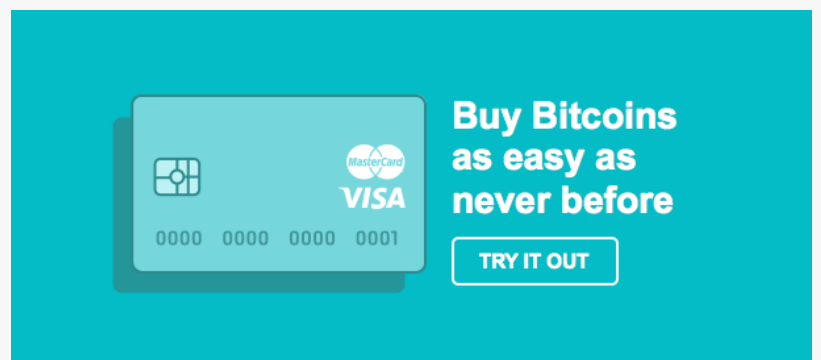 MasterCard
VISA
0000 0000 0000 0001
Buy Bitcoins
as easy as
never before
TRY IT OUT